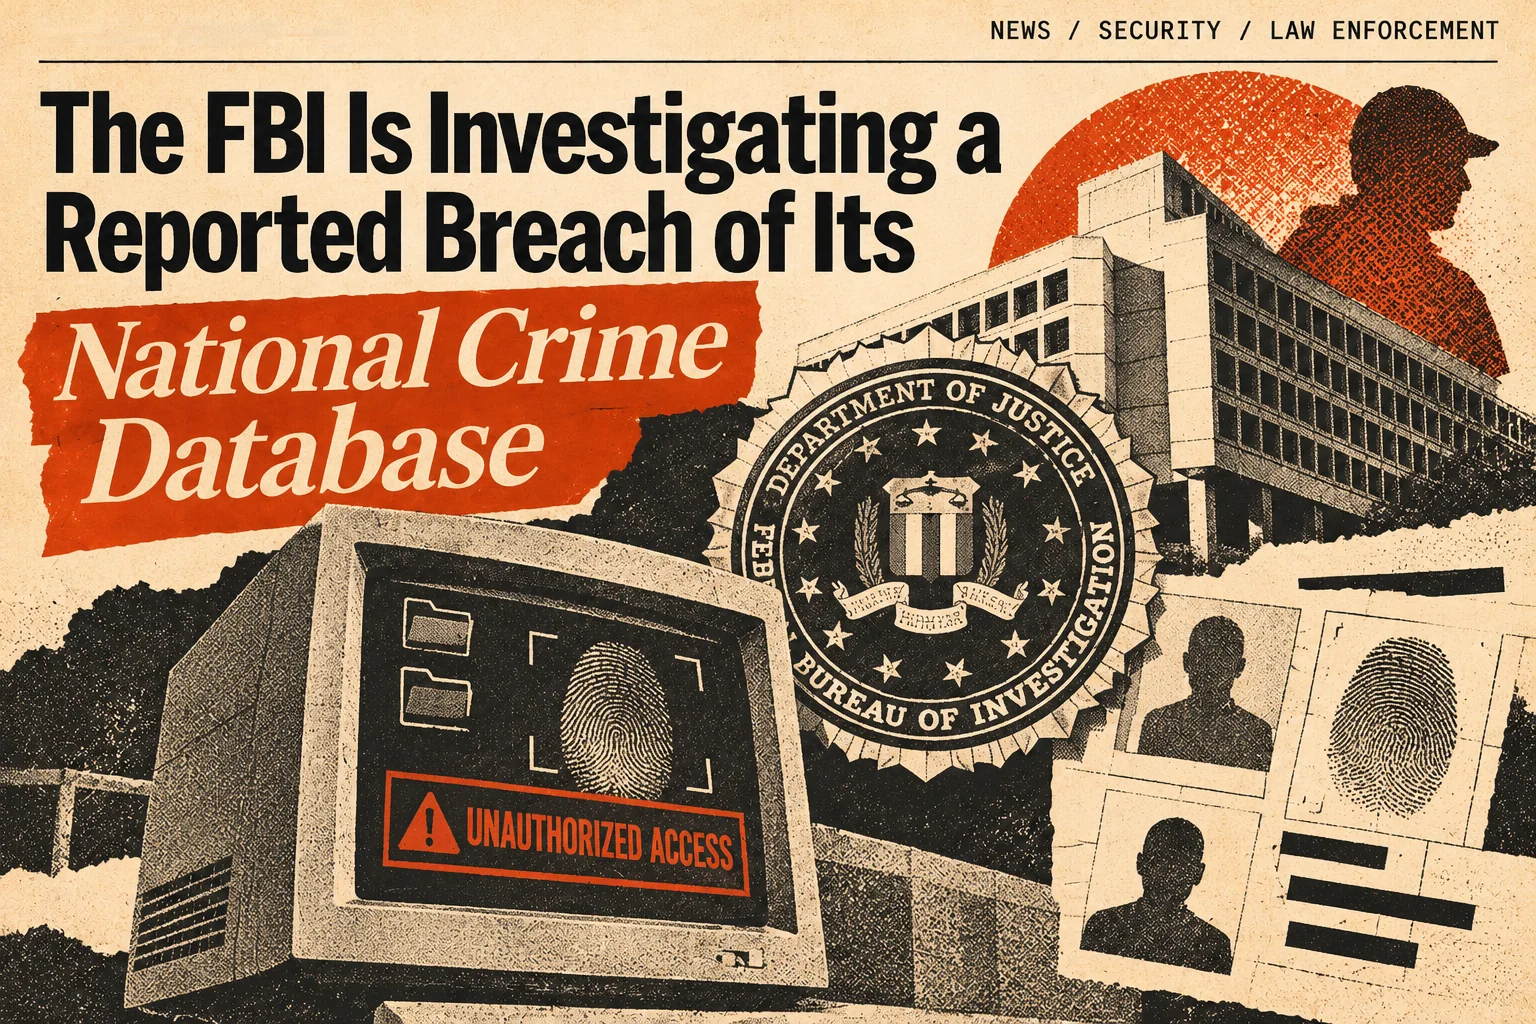 NEWS / SECURITY / LAW ENFORCEMENT
The FBI Is Investigating a
Reported Breach of Its
National Crime
Database
DEPARTMENT OF JUSTICE
BUREAU OF INVESTIGATION
UNAUTHORIZED ACCESS